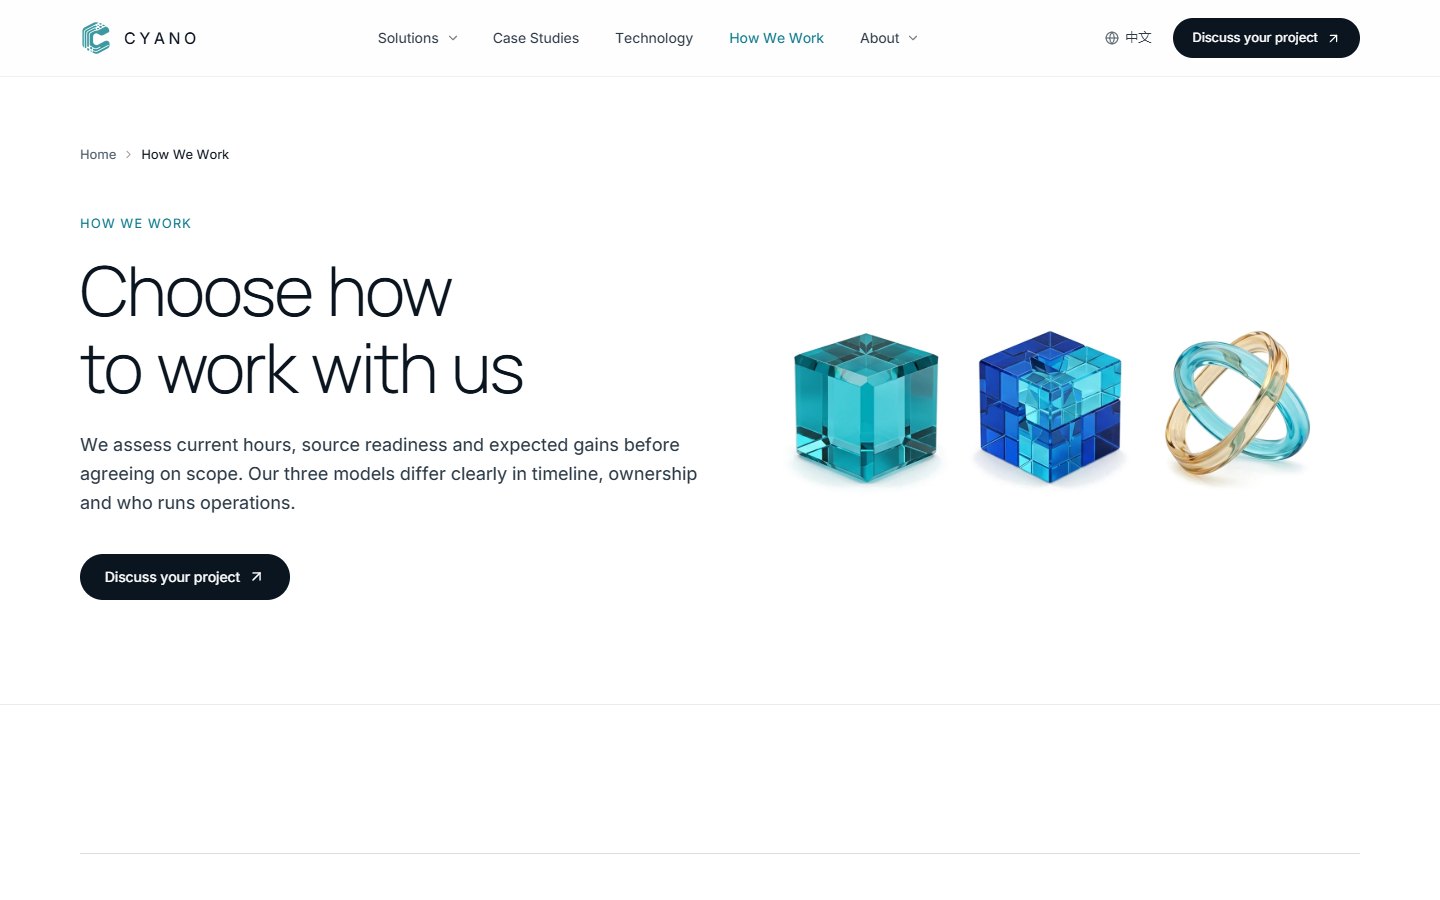 CYANO
Solutions
Case Studies
Technology
How We Work
About
中文
Discuss your project
Home > How We Work
HOW WE WORK
Choose how
to work with us
We assess current hours, source readiness and expected gains before
agreeing on scope. Our three models differ clearly in timeline, ownership
and who runs operations.
Discuss your project